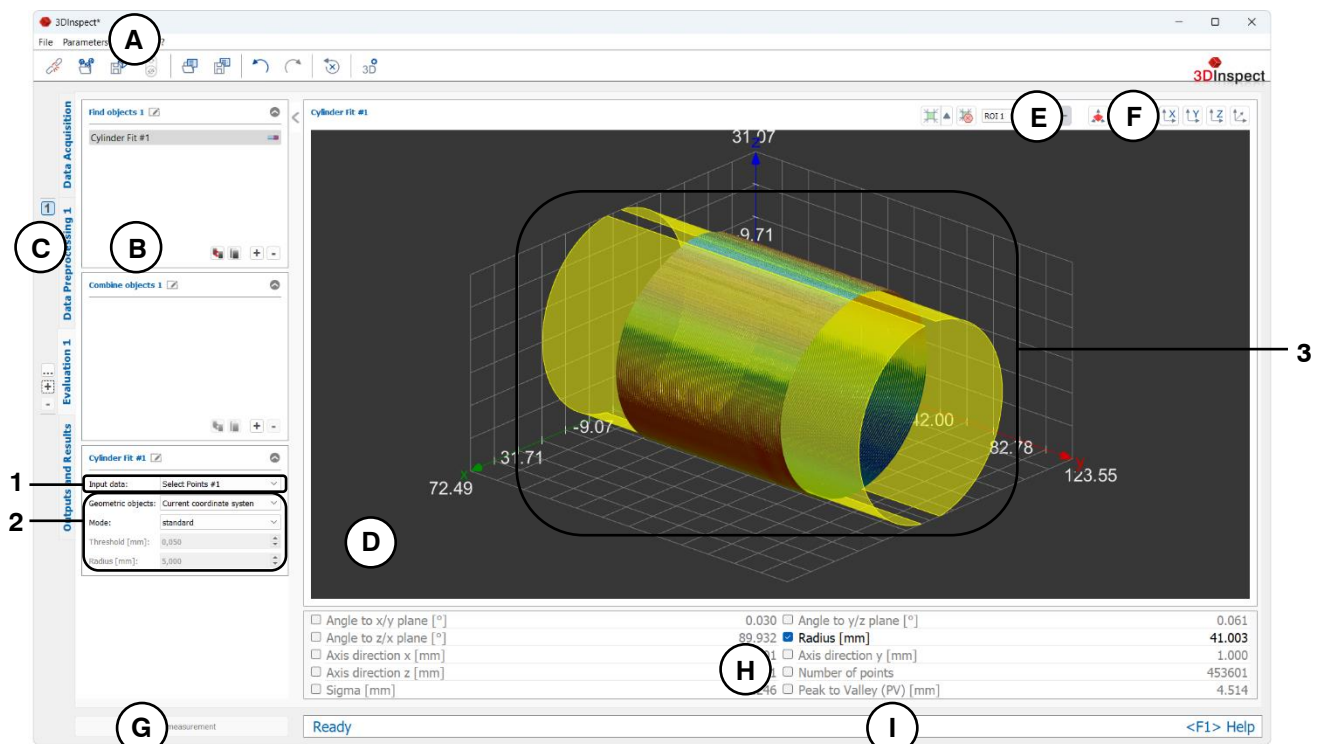 3DInspect*
File Parameters ?
A
3D
3DInspect
Data Acquisition
Data Preprocessing 1
Evaluation 1
Outputs and Results
1
C
...
+
-
Find objects 1
Cylinder Fit #1
B
+ -
Combine objects 1
+ -
Cylinder Fit #1
Input data: Select Points #1
Geometric objects: Current coordinate systen
Mode: standard
Threshold [mm]: 0,050
Radius [mm]: 5,000
1
2
Cylinder Fit #1
ROI 1
E
F
X Y Z
31.07
Z
-9.71
-9.07
31.71
x
72.49
42.00
82.78
y
123.55
3
D
Angle to x/y plane [°] 0.030 Angle to y/z plane [°] 0.061
Angle to z/x plane [°] 89.932 Radius [mm] 41.003
Axis direction x [mm] Axis direction y [mm] 1.000
Axis direction z [mm] Number of points 453601
Sigma [mm] Peak to Valley (PV) [mm] 4.514
H
G
measurement
Ready
I
<F1> Help